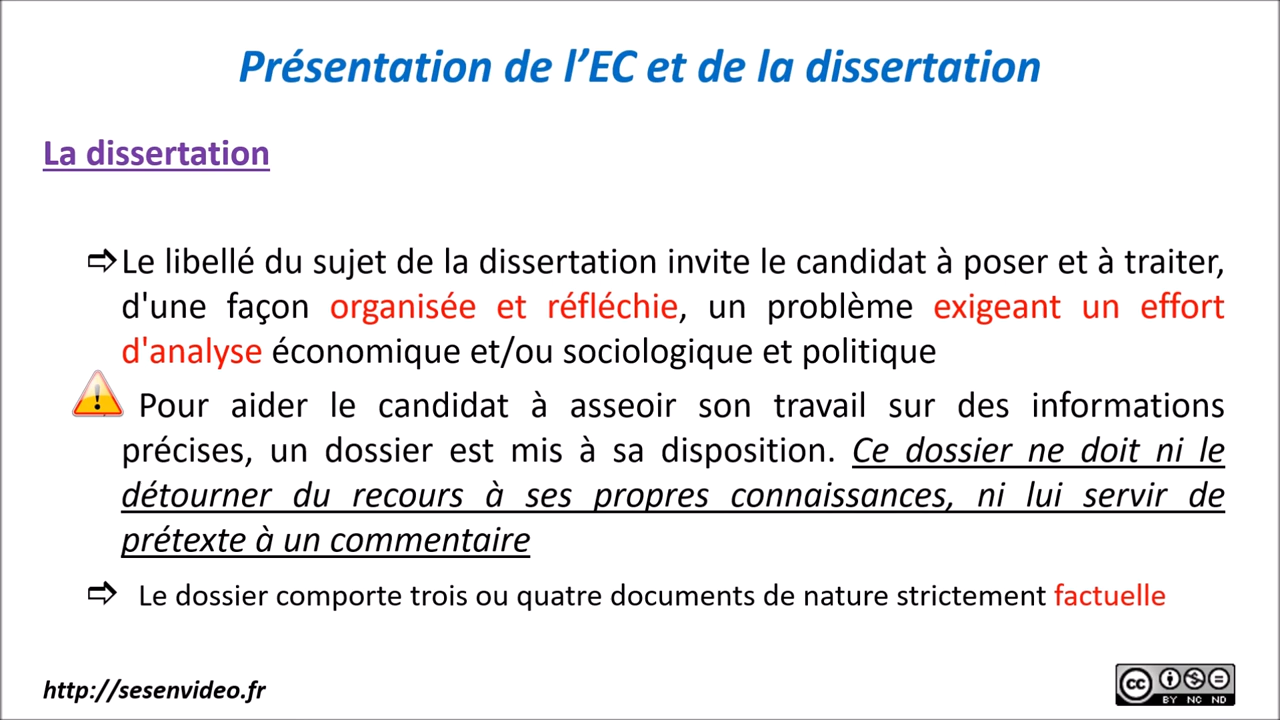 Présentation de l’EC et de la dissertation
La dissertation
⇨Le libellé du sujet de la dissertation invite le candidat à poser et à traiter,
d'une façon organisée et réfléchie, un problème exigeant un effort
d'analyse économique et/ou sociologique et politique
Pour aider le candidat à asseoir son travail sur des informations
précises, un dossier est mis à sa disposition. Ce dossier ne doit ni le
détourner du recours à ses propres connaissances, ni lui servir de
prétexte à un commentaire
⇨ Le dossier comporte trois ou quatre documents de nature strictement factuelle
http://sesenvideo.fr
cc BY NC ND